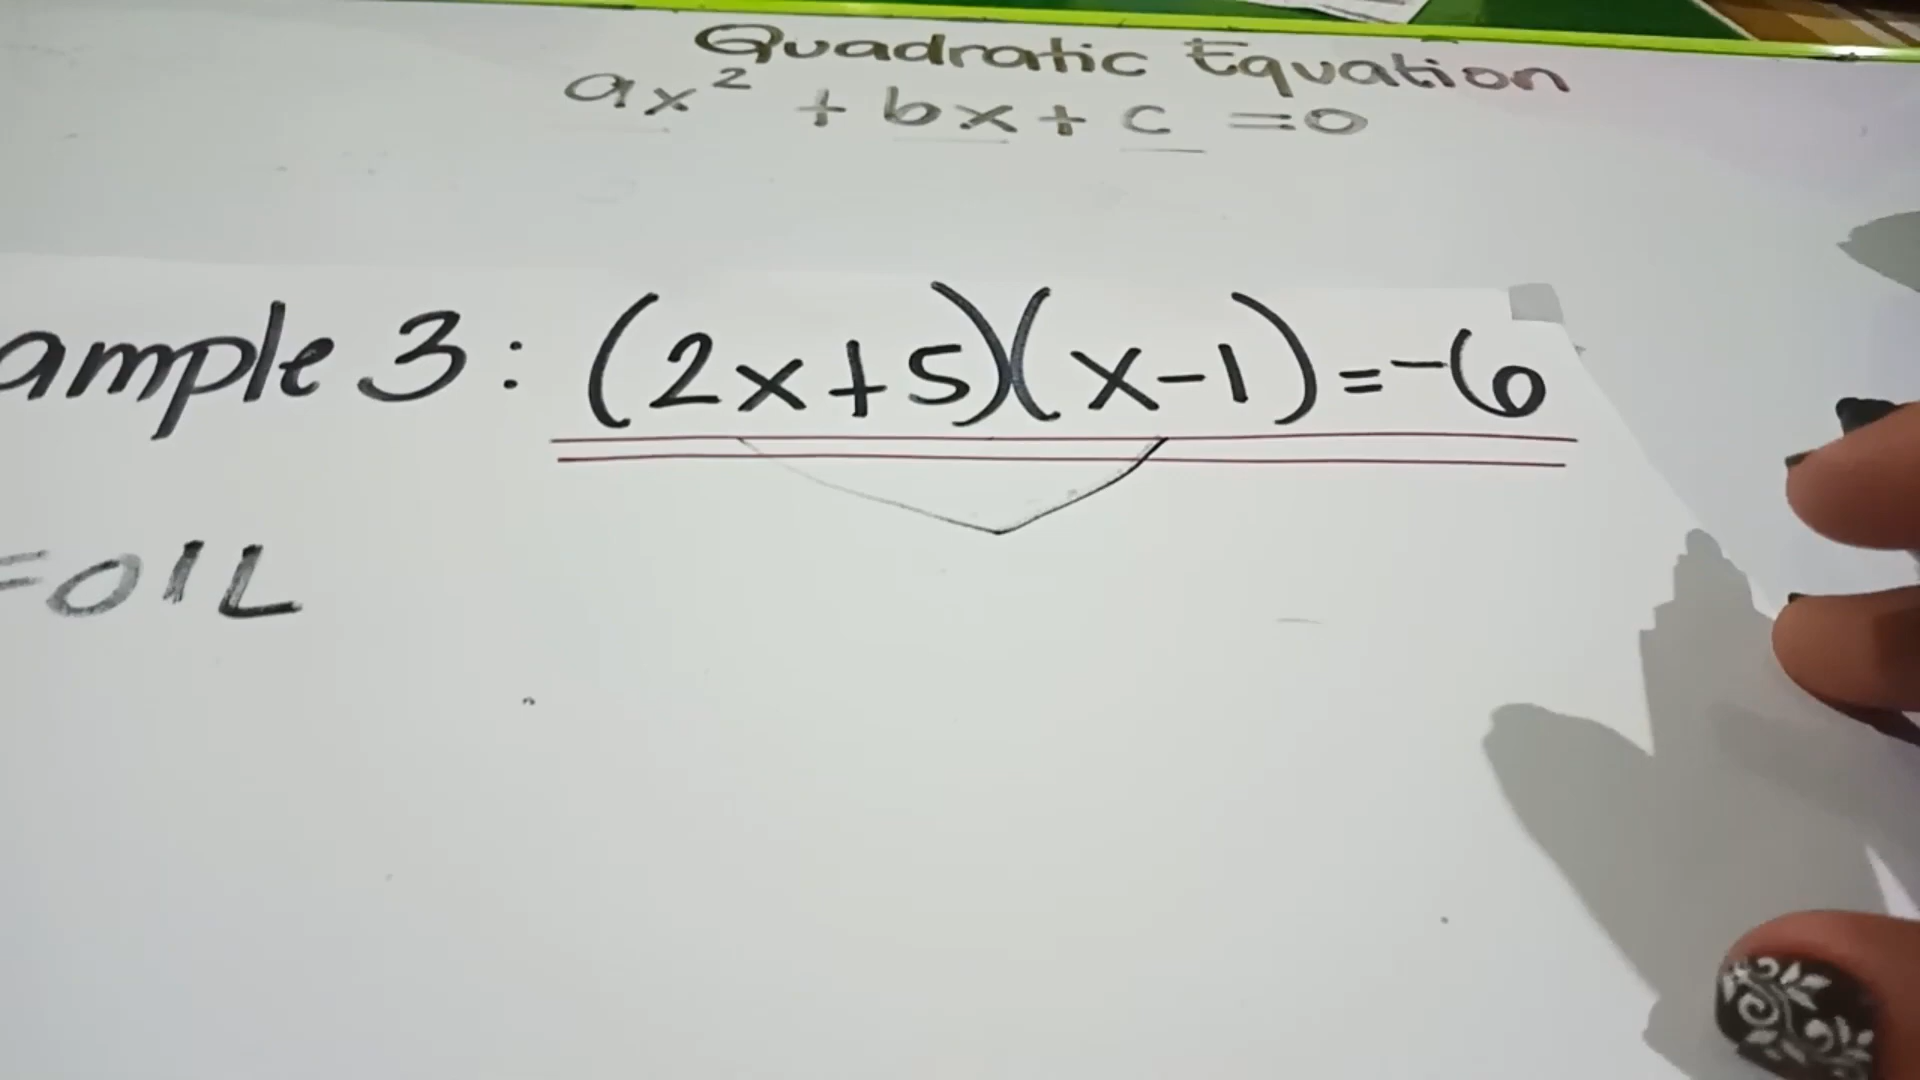 Quadratic Equation
ax² + bx + c = 0
ample 3 : (2x+5)(x-1)=-6
OIL